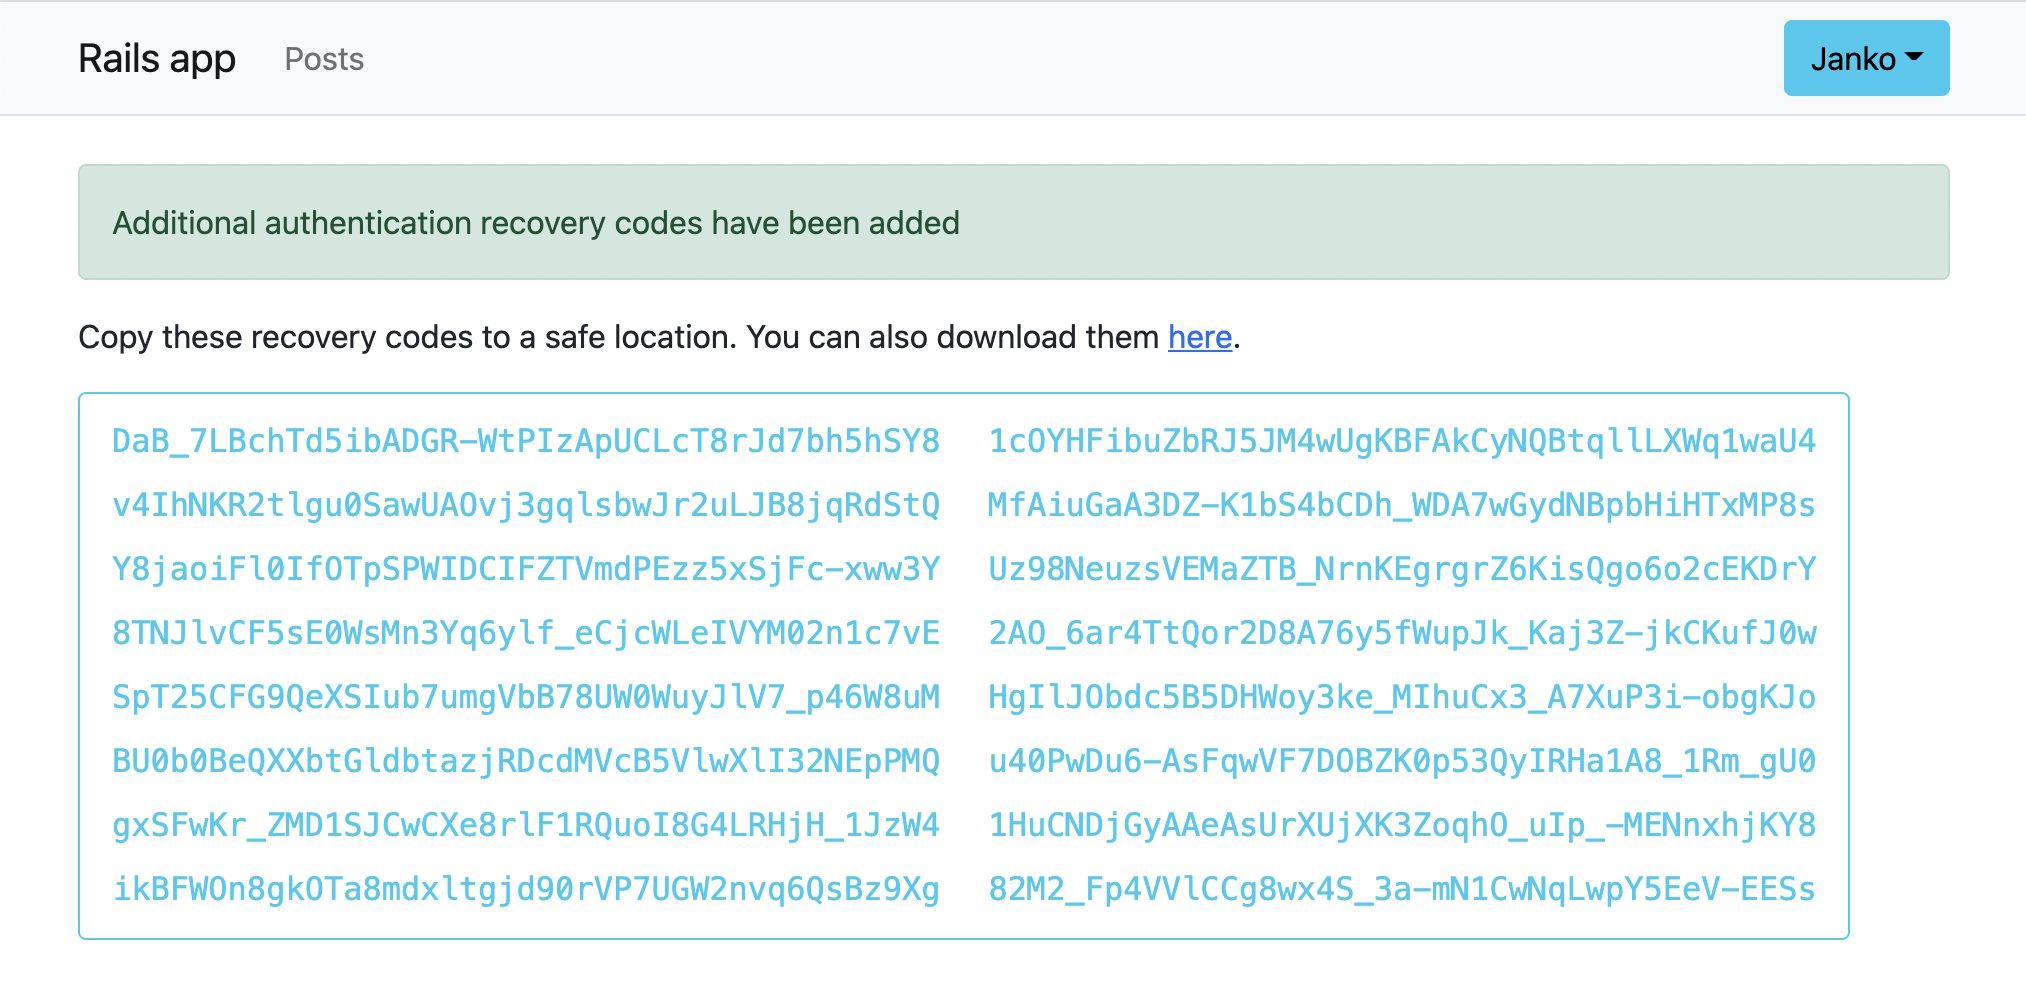 Rails app Posts Janko
Additional authentication recovery codes have been added
Copy these recovery codes to a safe location. You can also download them here.
DaB_7LBchTd5ibADGR-WtPIzApUCLcT8rJd7bh5hSY8 1cOYHFibuZbRJ5JM4wUgKBFAkCyNQBtqllLXWq1waU4
v4IhNKR2tlgu0SawUAOvj3gqlsbwJr2uLJB8jqRdStQ MfAiuGaA3DZ-K1bS4bCDh_WDA7wGydNBpbHiHTxMP8s
Y8jaoiFl0IfOTpSPWIDCIFZTVmdPEzz5xSjFc-xww3Y Uz98NeuzsVEMaZTB_NrnKEgrgrZ6KisQgo6o2cEKDrY
8TNJlvCF5sE0WsMn3Yq6ylf_eCjcWLeIVYM02n1c7vE 2AO_6ar4TtQor2D8A76y5fWupJk_Kaj3Z-jkCKufJ0w
SpT25CFG9QeXSIub7umgVbB78UW0WuyJlV7_p46W8uM HgIlJObdc5B5DHWoy3ke_MIhuCx3_A7XuP3i-obgKJo
BU0b0BeQXXbtGldbtazjRDcdMVcB5VlwXlI32NEpPMQ u40PwDu6-AsFqwVF7DOBZK0p53QyIRHa1A8_1Rm_gU0
gxSFwKr_ZMD1SJCwCXe8rlF1RQuoI8G4LRHjH_1JzW4 1HuCNDjGyAAeAsUrXUjXK3ZoqhO_uIp_-MENnxhjKY8
ikBFWOn8gkOTa8mdxltgjd90rVP7UGW2nvq6QsBz9Xg 82M2_Fp4VVlCCg8wx4S_3a-mN1CwNqLwpY5EeV-EESs